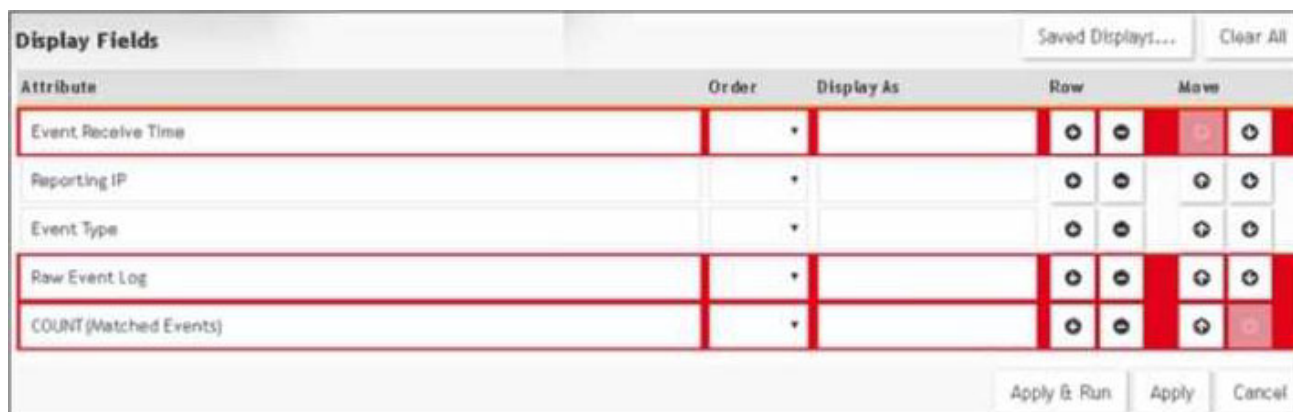 Display Fields Saved Displays... Clear All
Attribute Order Display As Row Move
Event Receive Time
Reporting IP
Event Type
Raw Event Log
COUNT(Matched Events)
Apply & Run Apply Cancel